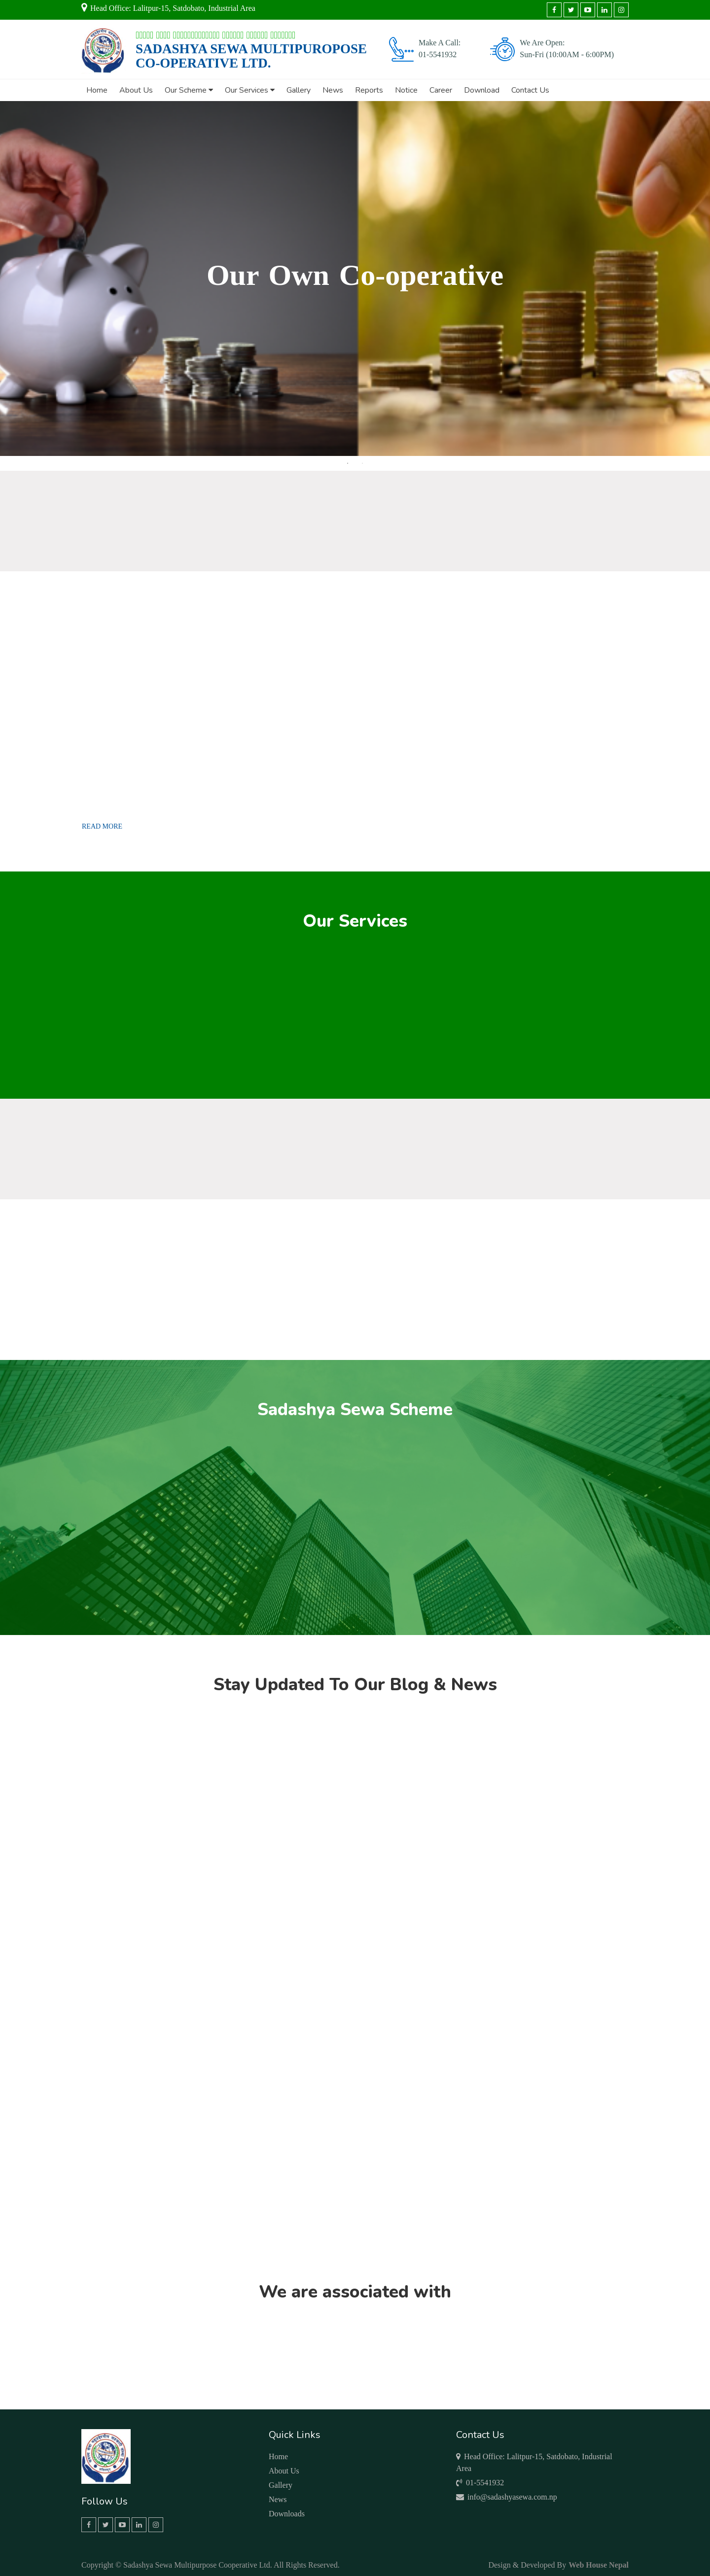 Head Office: Lalitpur-15, Satdobato, Industrial Area
SADASHYA SEWA MULTIPUROPOSE
CO-OPERATIVE LTD.
Make A Call:
01-5541932
We Are Open:
Sun-Fri (10:00AM - 6:00PM)
Home About Us Our Scheme Our Services Gallery News Reports Notice Career Download Contact Us
Our Own Co-operative
READ MORE
Our Services
Sadashya Sewa Scheme
Stay Updated To Our Blog & News
We are associated with
Follow Us
Quick Links
Home
About Us
Gallery
News
Downloads
Contact Us
Head Office: Lalitpur-15, Satdobato, Industrial
Area
01-5541932
info@sadashyasewa.com.np
Copyright © Sadashya Sewa Multipurpose Cooperative Ltd. All Rights Reserved.
Design & Developed By Web House Nepal